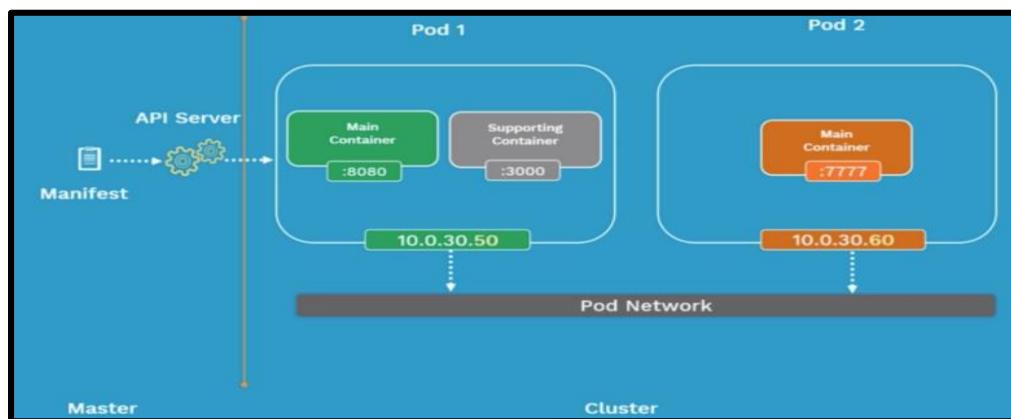 Pod 1
Pod 2
API Server
Manifest
Main
Container
:8080
Supporting
Container
:3000
Main
Container
:7777
10.0.30.50
10.0.30.60
Pod Network
Master
Cluster